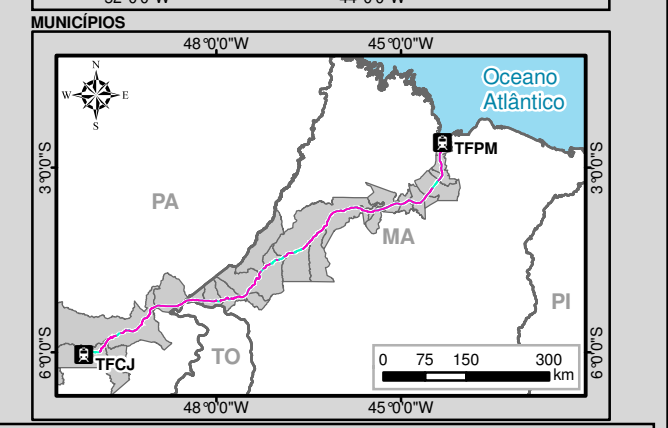 MUNICÍPIOS
48°0'0"W 45°0'0"W
N
W E
S
Oceano
Atlântico
TFPM
3°0'0"S 3°0'0"S
PA
MA
PI
TO
TFCJ
6°0'0"S 6°0'0"S
0 75 150 300
km
48°0'0"W 45°0'0"W